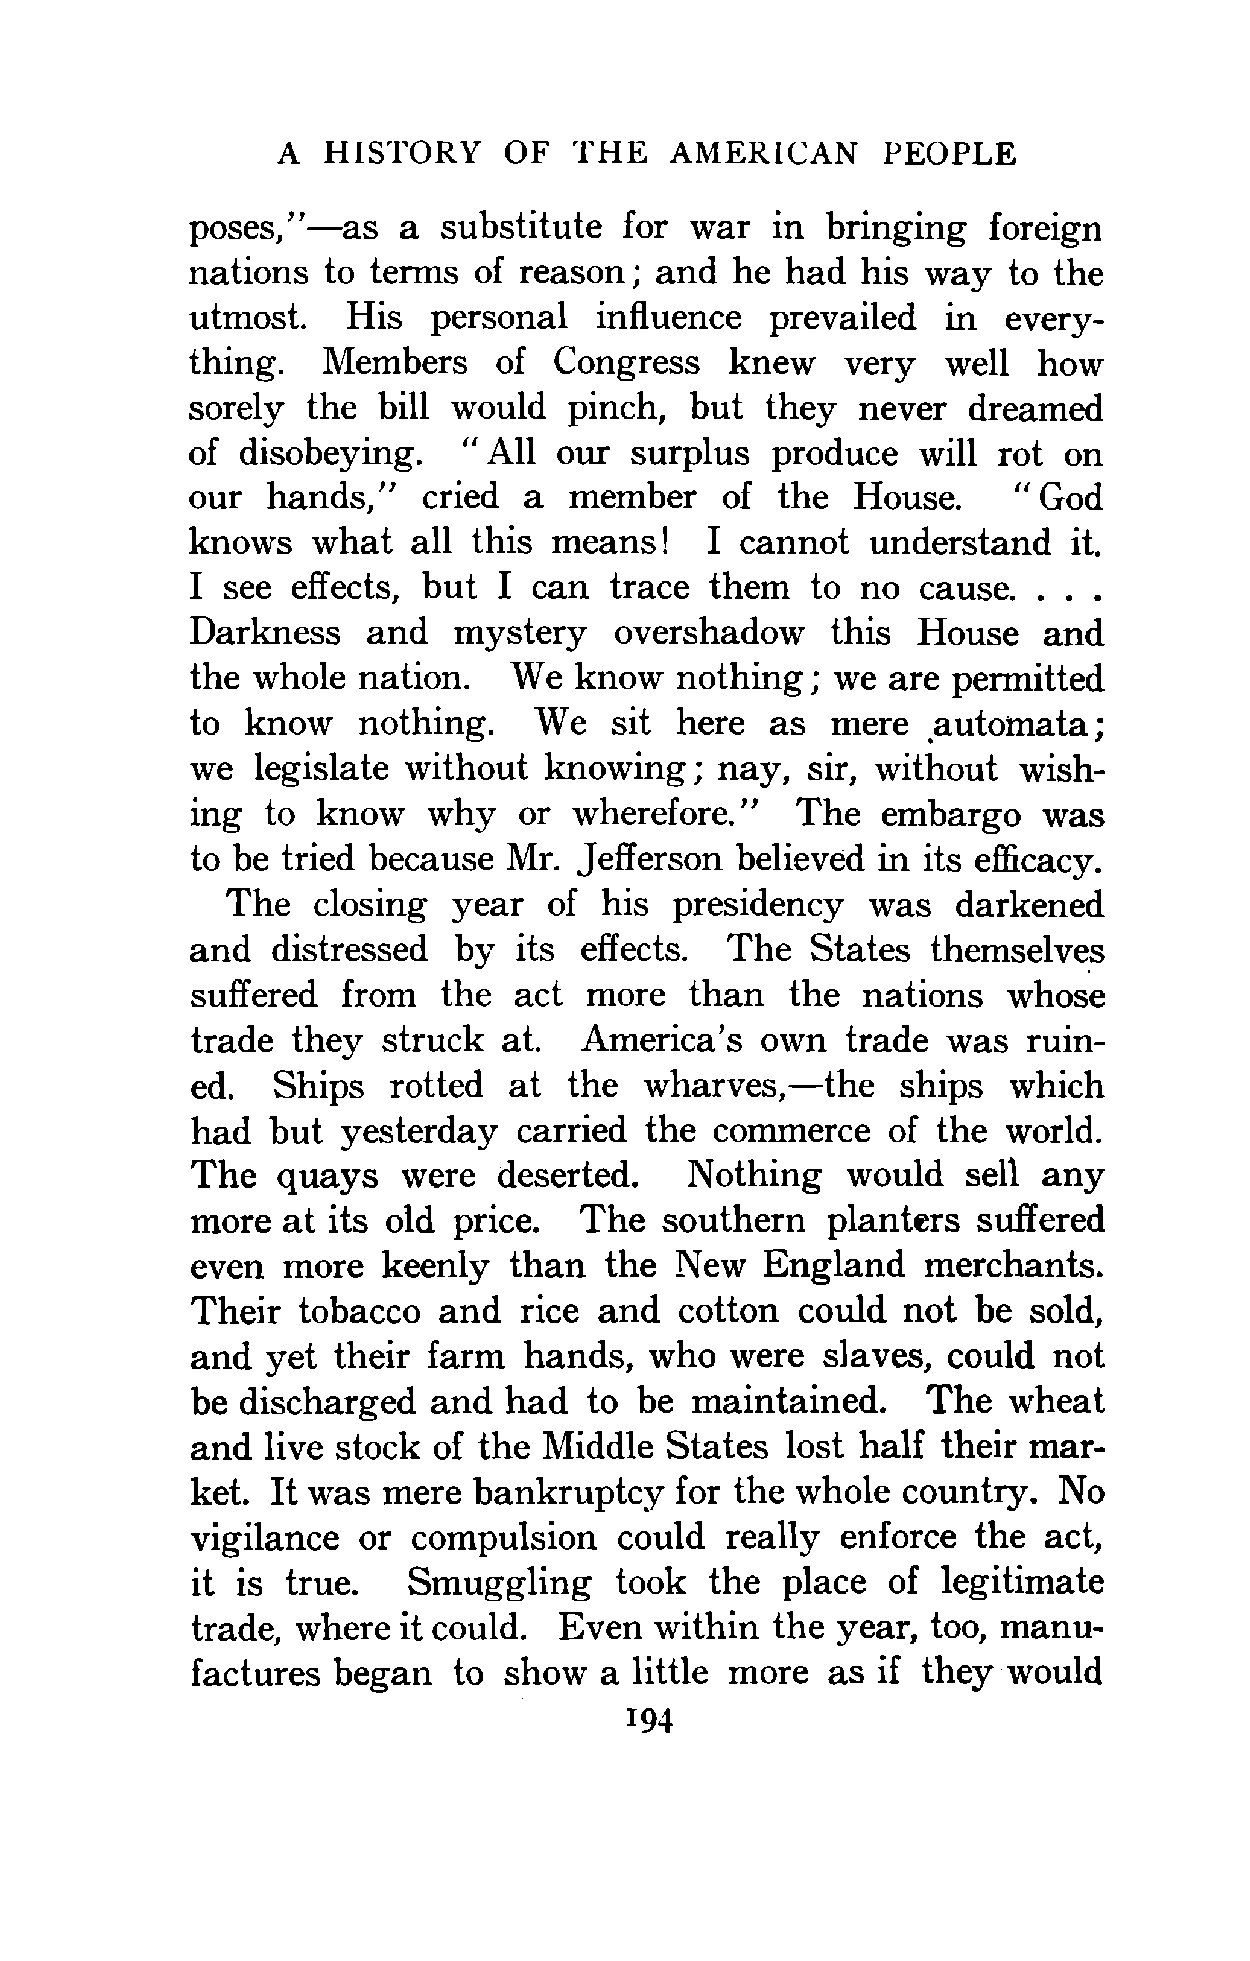 A HISTORY OF THE AMERICAN PEOPLE
poses,"—as a substitute for war in bringing foreign
nations to terms of reason; and he had his way to the
utmost. His personal influence prevailed in every-
thing. Members of Congress knew very well how
sorely the bill would pinch, but they never dreamed
of disobeying. "All our surplus produce will rot on
our hands," cried a member of the House. "God
knows what all this means! I cannot understand it.
I see effects, but I can trace them to no cause. . . .
Darkness and mystery overshadow this House and
the whole nation. We know nothing; we are permitted
to know nothing. We sit here as mere automata;
we legislate without knowing; nay, sir, without wish-
ing to know why or wherefore." The embargo was
to be tried because Mr. Jefferson believed in its efficacy.
The closing year of his presidency was darkened
and distressed by its effects. The States themselves
suffered from the act more than the nations whose
trade they struck at. America's own trade was ruin-
ed. Ships rotted at the wharves,—the ships which
had but yesterday carried the commerce of the world.
The quays were deserted. Nothing would sell any
more at its old price. The southern planters suffered
even more keenly than the New England merchants.
Their tobacco and rice and cotton could not be sold,
and yet their farm hands, who were slaves, could not
be discharged and had to be maintained. The wheat
and live stock of the Middle States lost half their mar-
ket. It was mere bankruptcy for the whole country. No
vigilance or compulsion could really enforce the act,
it is true. Smuggling took the place of legitimate
trade, where it could. Even within the year, too, manu-
factures began to show a little more as if they would
194